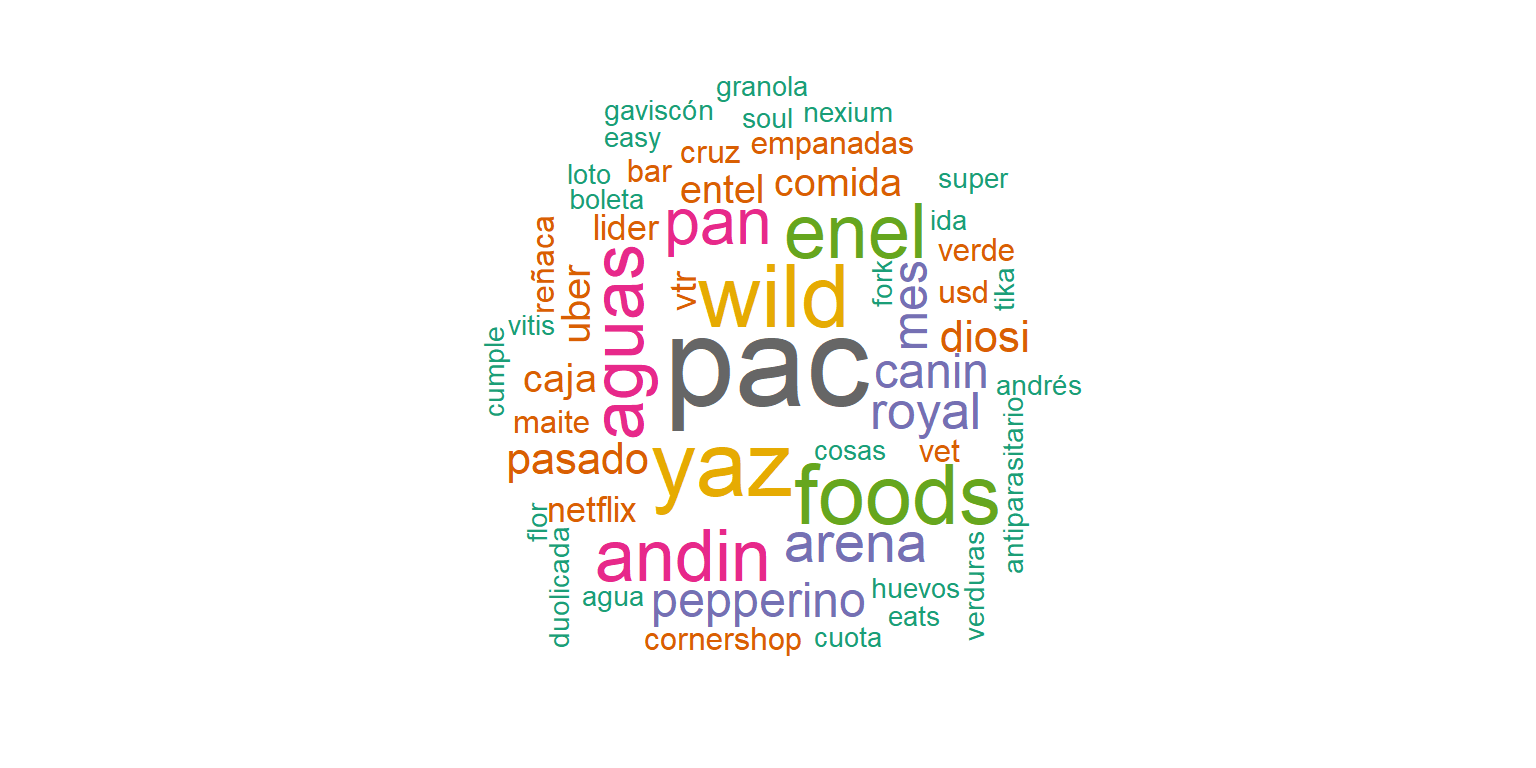 granola
gaviscón
soul
nexium
easy
cruz
empanadas
loto
bar
entel
comida
super
boleta
lider
pan
enel
ida
reñaca
uber
aguas
vtr
wild
fork
mes
verde
usd
tika
vitis
cumple
diosi
pac
caja
canin
royal
andrés
maite
pasado
yaz
cosas
vet
antiparasitario
foods
netflix
flor
duolicada
andin
arena
verduras
agua
pepperino
huevos
eats
cornershop
cuota